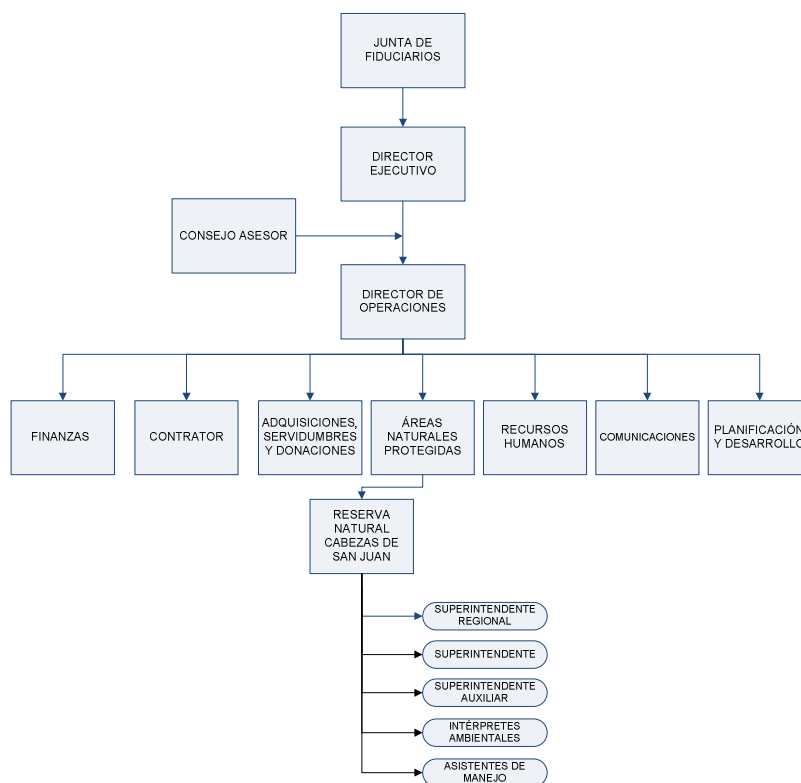 JUNTA DE
FIDUCIARIOS
DIRECTOR
EJECUTIVO
CONSEJO ASESOR
DIRECTOR DE
OPERACIONES
FINANZAS
CONTRATOR
ADQUISICIONES,
SERVIDUMBRES
Y DONACIONES
ÁREAS
NATURALES
PROTEGIDAS
RECURSOS
HUMANOS
COMUNICACIONES
PLANIFICACIÓN
Y DESARROLLO
RESERVA
NATURAL
CABEZAS DE
SAN JUAN
SUPERINTENDENTE
REGIONAL
SUPERINTENDENTE
SUPERINTENDENTE
AUXILIAR
INTÉRPRETES
AMBIENTALES
ASISTENTES DE
MANEJO